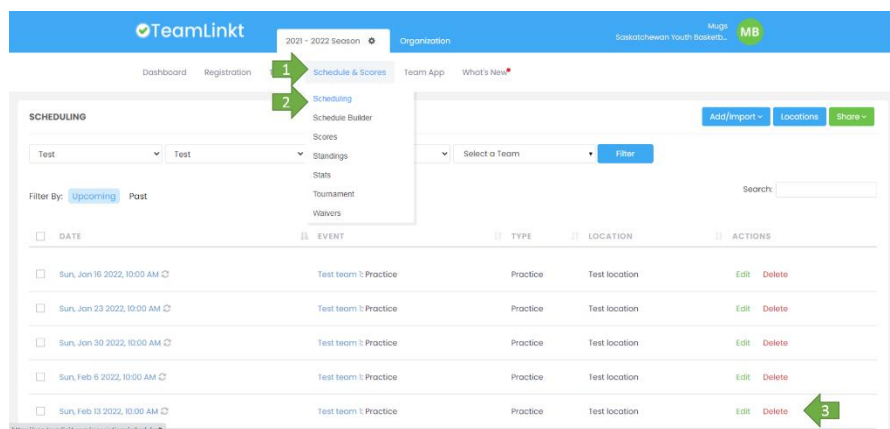 TeamLinkt
2021 - 2022 Season
Organization
Mugs
Saskatchewan Youth Basketb...
MB
Dashboard Registration 1 Schedule & Scores Team App What's New
2 Scheduling
Schedule Builder
Scores
Standings
Stats
Tournament
Waivers
SCHEDULING
Add/Import Locations Share
Test Test Select a Team Filter
Filter By: Upcoming Past
Search:
DATE EVENT TYPE LOCATION ACTIONS
Sun, Jan 16 2022, 10:00 AM Test team 1: Practice Practice Test location Edit Delete
Sun, Jan 23 2022, 10:00 AM Test team 1: Practice Practice Test location Edit Delete
Sun, Jan 30 2022, 10:00 AM Test team 1: Practice Practice Test location Edit Delete
Sun, Feb 6 2022, 10:00 AM Test team 1: Practice Practice Test location Edit Delete
Sun, Feb 13 2022, 10:00 AM Test team 1: Practice Practice Test location Edit Delete 3